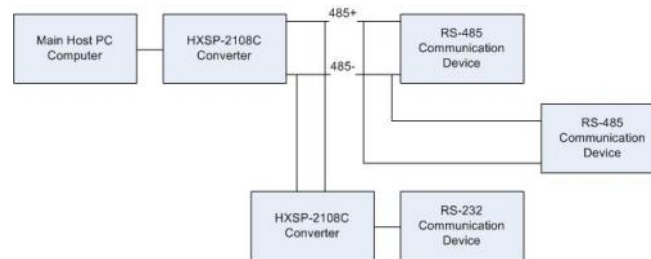 Main Host PC
Computer
HXSP-2108C
Converter
485+
485-
RS-485
Communication
Device
RS-485
Communication
Device
HXSP-2108C
Converter
RS-232
Communication
Device